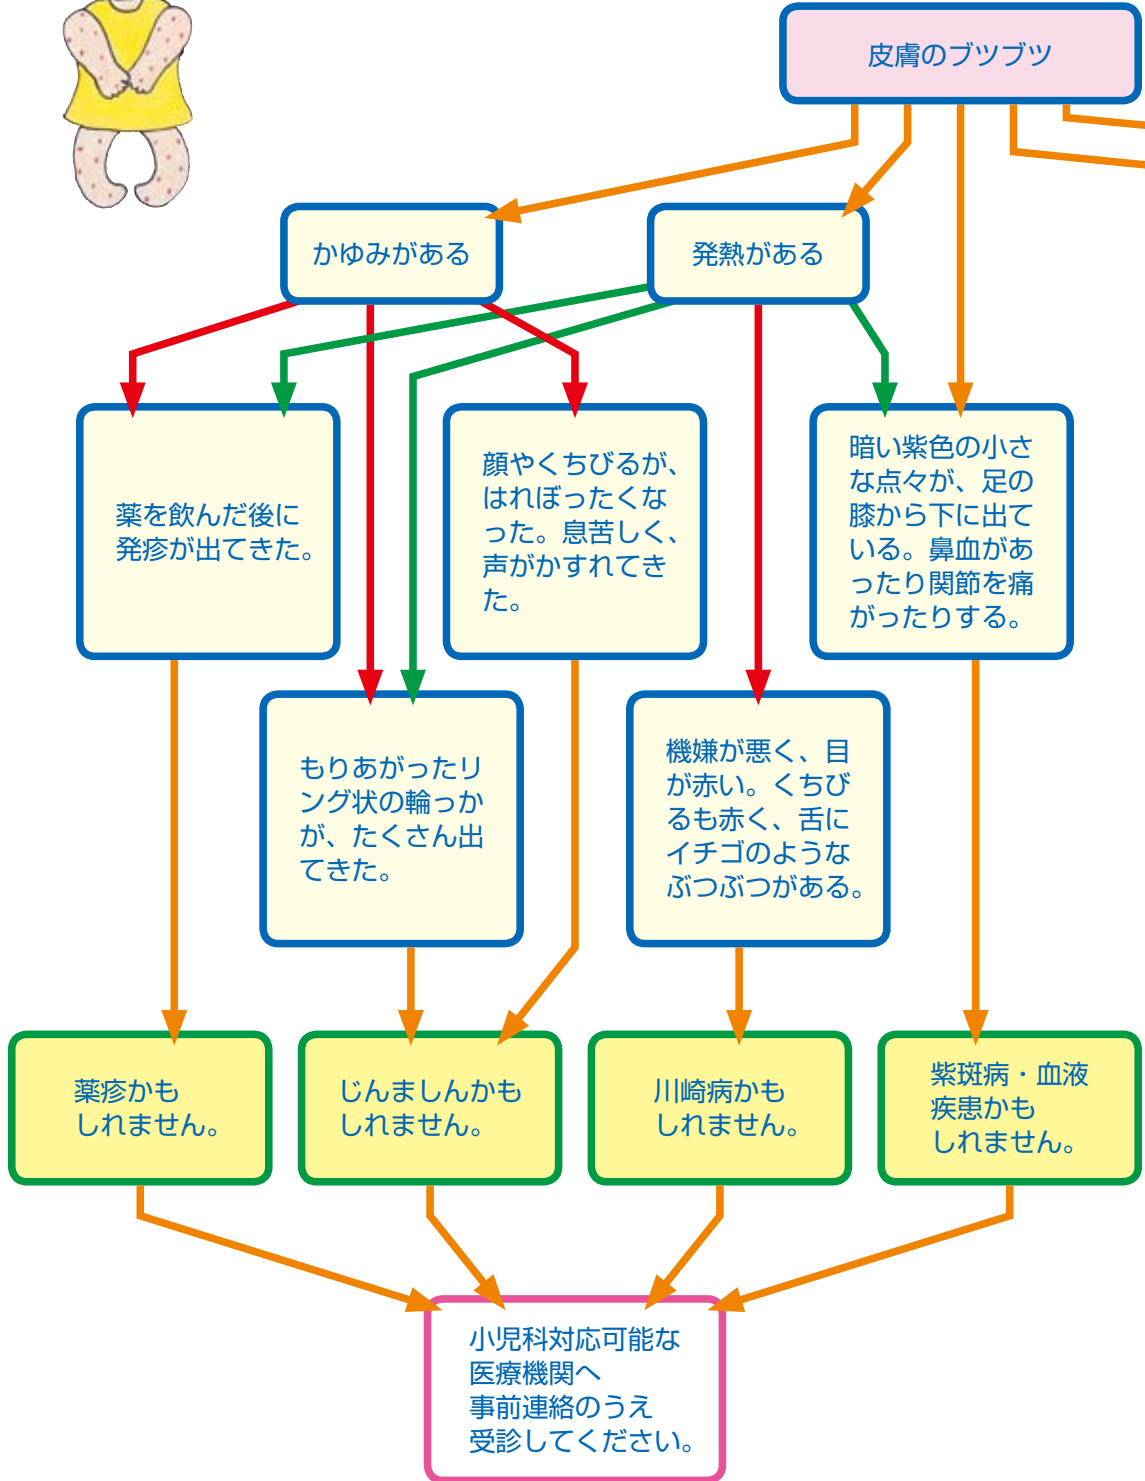 皮膚のブツブツ
かゆみがある
発熱がある
薬を飲んだ後に
発疹が出てきた。
顔やくちびるが、
はれぼったくな
った。息苦しく、
声がかすれてき
た。
暗い紫色の小さ
な点々が、足の
膝から下に出て
いる。鼻血があ
ったり関節を痛
がったりする。
もりあがったリ
ング状の輪っか
が、たくさん出
てきた。
機嫌が悪く、目
が赤い。くちび
るも赤く、舌に
イチゴのような
ぶつぶつがある。
薬疹かも
しれません。
じんましんかも
しれません。
川崎病かも
しれません。
紫斑病・血液
疾患かも
しれません。
小児科対応可能な
医療機関へ
事前連絡のうえ
受診してください。